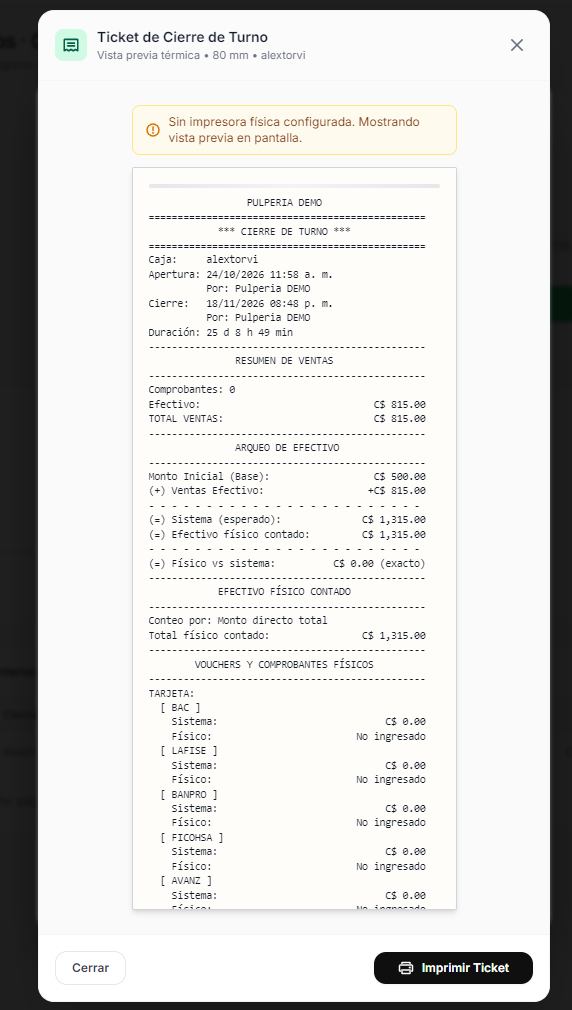 Ticket de Cierre de Turno
Vista previa térmica • 80 mm • alextorvi
Sin impresora física configurada. Mostrando
vista previa en pantalla.
PULPERIA DEMO
================================================
*** CIERRE DE TURNO ***
================================================
Caja: alextorvi
Apertura: 24/10/2026 11:58 a. m.
Por: Pulperia DEMO
Cierre: 18/11/2026 08:48 p. m.
Por: Pulperia DEMO
Duración: 25 d 8 h 49 min
------------------------------------------------
RESUMEN DE VENTAS
------------------------------------------------
Comprobantes: 0
Efectivo: C$ 815.00
TOTAL VENTAS: C$ 815.00
------------------------------------------------
ARQUEO DE EFECTIVO
------------------------------------------------
Monto Inicial (Base): C$ 500.00
(+) Ventas Efectivo: +C$ 815.00
- - - - - - - - - - - - - - - - - - - - - - - -
(=) Sistema (esperado): C$ 1,315.00
(=) Efectivo físico contado: C$ 1,315.00
- - - - - - - - - - - - - - - - - - - - - - - -
(=) Físico vs sistema: C$ 0.00 (exacto)
------------------------------------------------
EFECTIVO FÍSICO CONTADO
------------------------------------------------
Conteo por: Monto directo total
Total físico contado: C$ 1,315.00
------------------------------------------------
VOUCHERS Y COMPROBANTES FÍSICOS
------------------------------------------------
TARJETA:
[ BAC ]
Sistema: C$ 0.00
Físico: No ingresado
[ LAFISE ]
Sistema: C$ 0.00
Físico: No ingresado
[ BANPRO ]
Sistema: C$ 0.00
Físico: No ingresado
[ FICOHSA ]
Sistema: C$ 0.00
Físico: No ingresado
[ AVANZ ]
Sistema: C$ 0.00
Físico: No ingresado
Cerrar
Imprimir Ticket